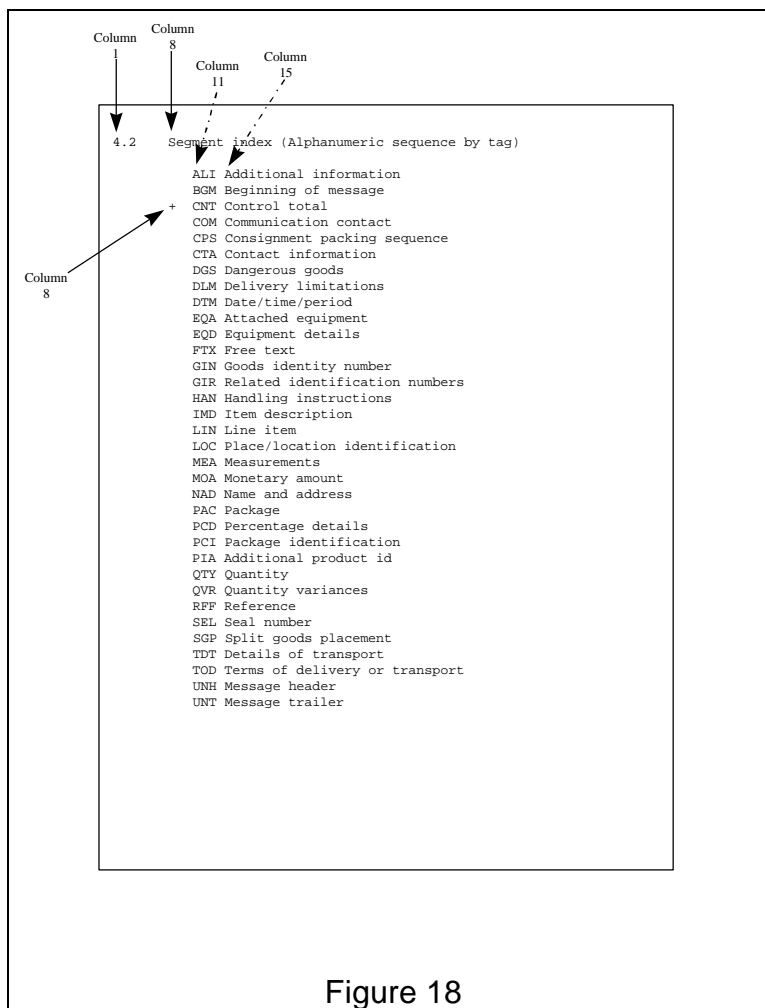 Column
1
Column
8
Column
11
Column
15
4.2 Segment index (Alphanumeric sequence by tag)
ALI Additional information
BGM Beginning of message
+ CNT Control total
COM Communication contact
CPS Consignment packing sequence
CTA Contact information
DGS Dangerous goods
Column
8
DLM Delivery limitations
DTM Date/time/period
EQA Attached equipment
EQD Equipment details
FTX Free text
GIN Goods identity number
GIR Related identification numbers
HAN Handling instructions
IMD Item description
LIN Line item
LOC Place/location identification
MEA Measurements
MOA Monetary amount
NAD Name and address
PAC Package
PCD Percentage details
PCI Package identification
PIA Additional product id
QTY Quantity
QVR Quantity variances
RFF Reference
SEL Seal number
SGP Split goods placement
TDT Details of transport
TOD Terms of delivery or transport
UNH Message header
UNT Message trailer
Figure 18